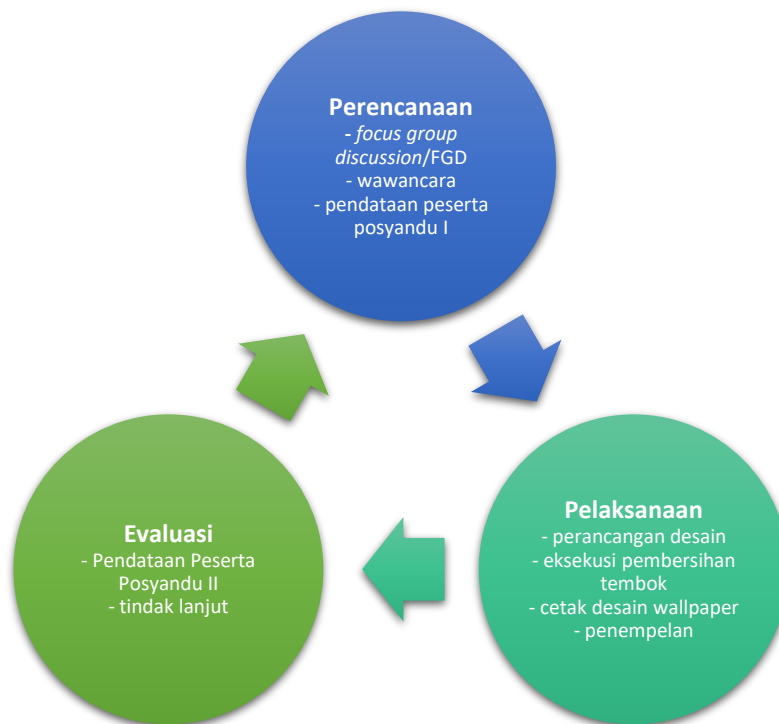 Perencanaan
- focus group
discussion/FGD
- wawancara
- pendataan peserta
posyandu I
Pelaksanaan
- perancangan desain
- eksekusi pembersihan
tembok
- cetak desain wallpaper
- penempelan
Evaluasi
- Pendataan Peserta
Posyandu II
- tindak lanjut